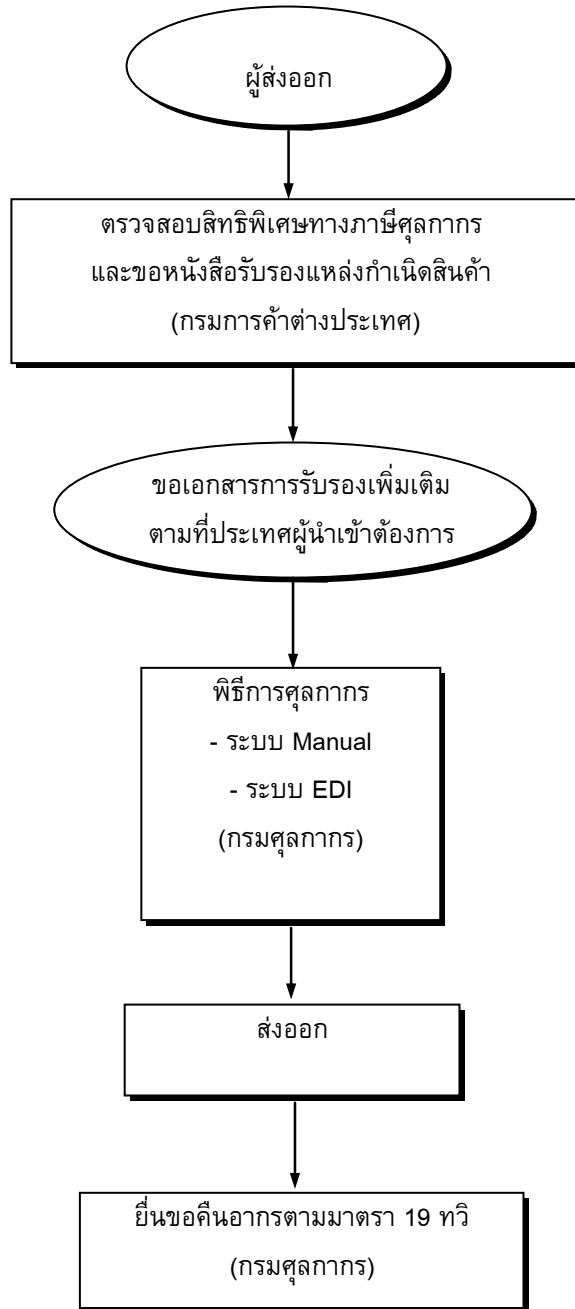 ผู้ส่งออก
ตรวจสอบสิทธิพิเศษทางภาษีศุลกากร
และขอหนังสือรับรองแหล่งกำเนิดสินค้า
(กรมการค้าต่างประเทศ)
ขอเอกสารการรับรองเพิ่มเติม
ตามที่ประเทศผู้นำเข้าต้องการ
พิธีการศุลกากร
- ระบบ Manual
- ระบบ EDI
(กรมศุลกากร)
ส่งออก
ยื่นขอคืนอากรตามมาตรา 19 ทวิ
(กรมศุลกากร)